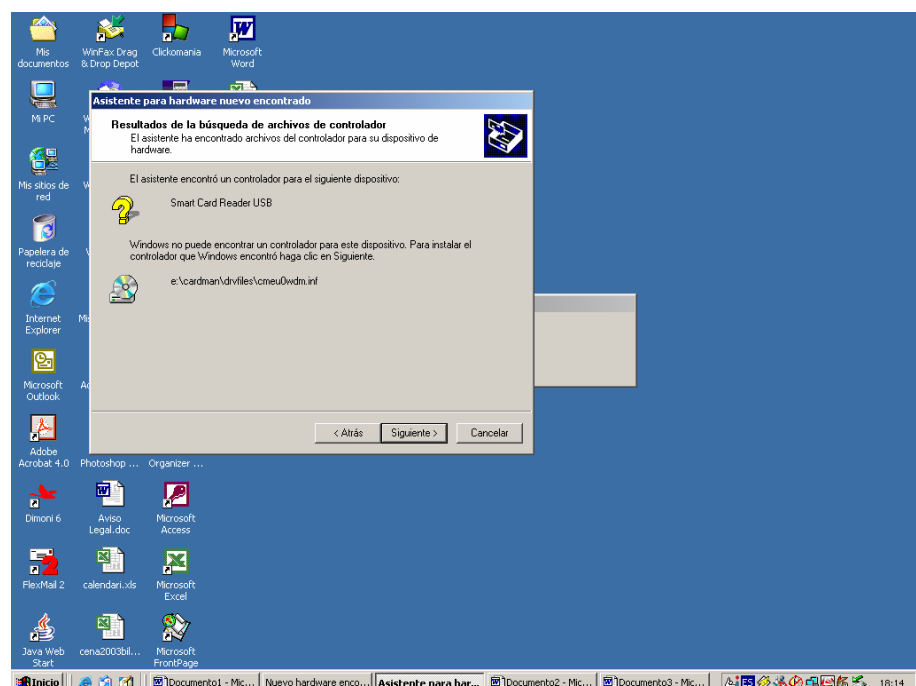 Mis
documentos
WinFax Drag
& Drop Depot
Clickomania
Microsoft
Word
Mi PC
Asistente para hardware nuevo encontrado
Resultados de la búsqueda de archivos de controlador
El asistente ha encontrado archivos del controlador para su dispositivo de
hardware.
El asistente encontró un controlador para el siguiente dispositivo:
Smart Card Reader USB
Windows no puede encontrar un controlador para este dispositivo. Para instalar el
controlador que Windows encontró haga clic en Siguiente.
e:\cardman\drvfiles\cmeu0wdm.inf
< Atrás
Siguiente >
Cancelar
Mis sitios de
red
Papelera de
reciclaje
Internet
Explorer
Microsoft
Outlook
Adobe
Acrobat 4.0
Photoshop ...
Organizer ...
Dimoni 6
Aviso
Legal.doc
Microsoft
Access
FlexMail 2
calendari.xls
Microsoft
Excel
Java Web
Start
cena2003bil...
Microsoft
FrontPage
Inicio
Documento1 - Mic...
Nuevo hardware enco...
Asistente para har...
Documento2 - Mic...
Documento3 - Mic...
ES
18:14